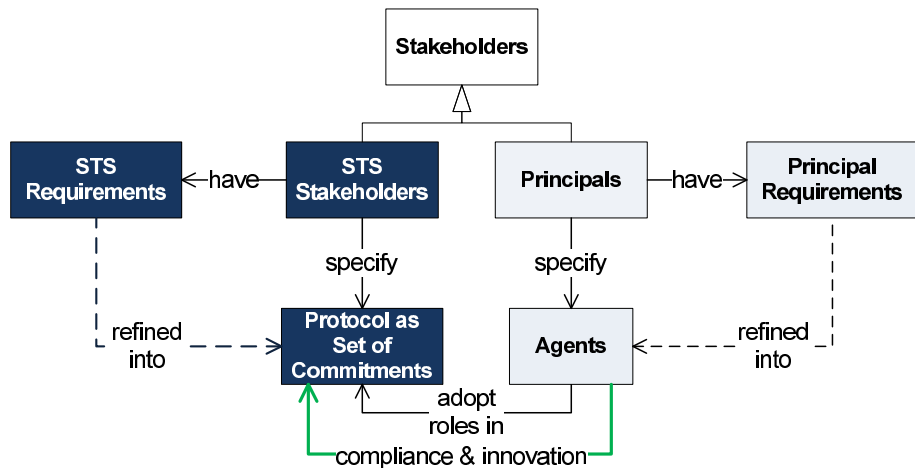 Stakeholders
STS
Requirements
have
STS
Stakeholders
Principals
have
Principal
Requirements
specify
specify
refined
into
Protocol as
Set of
Commitments
Agents
refined
into
adopt
roles in
compliance & innovation